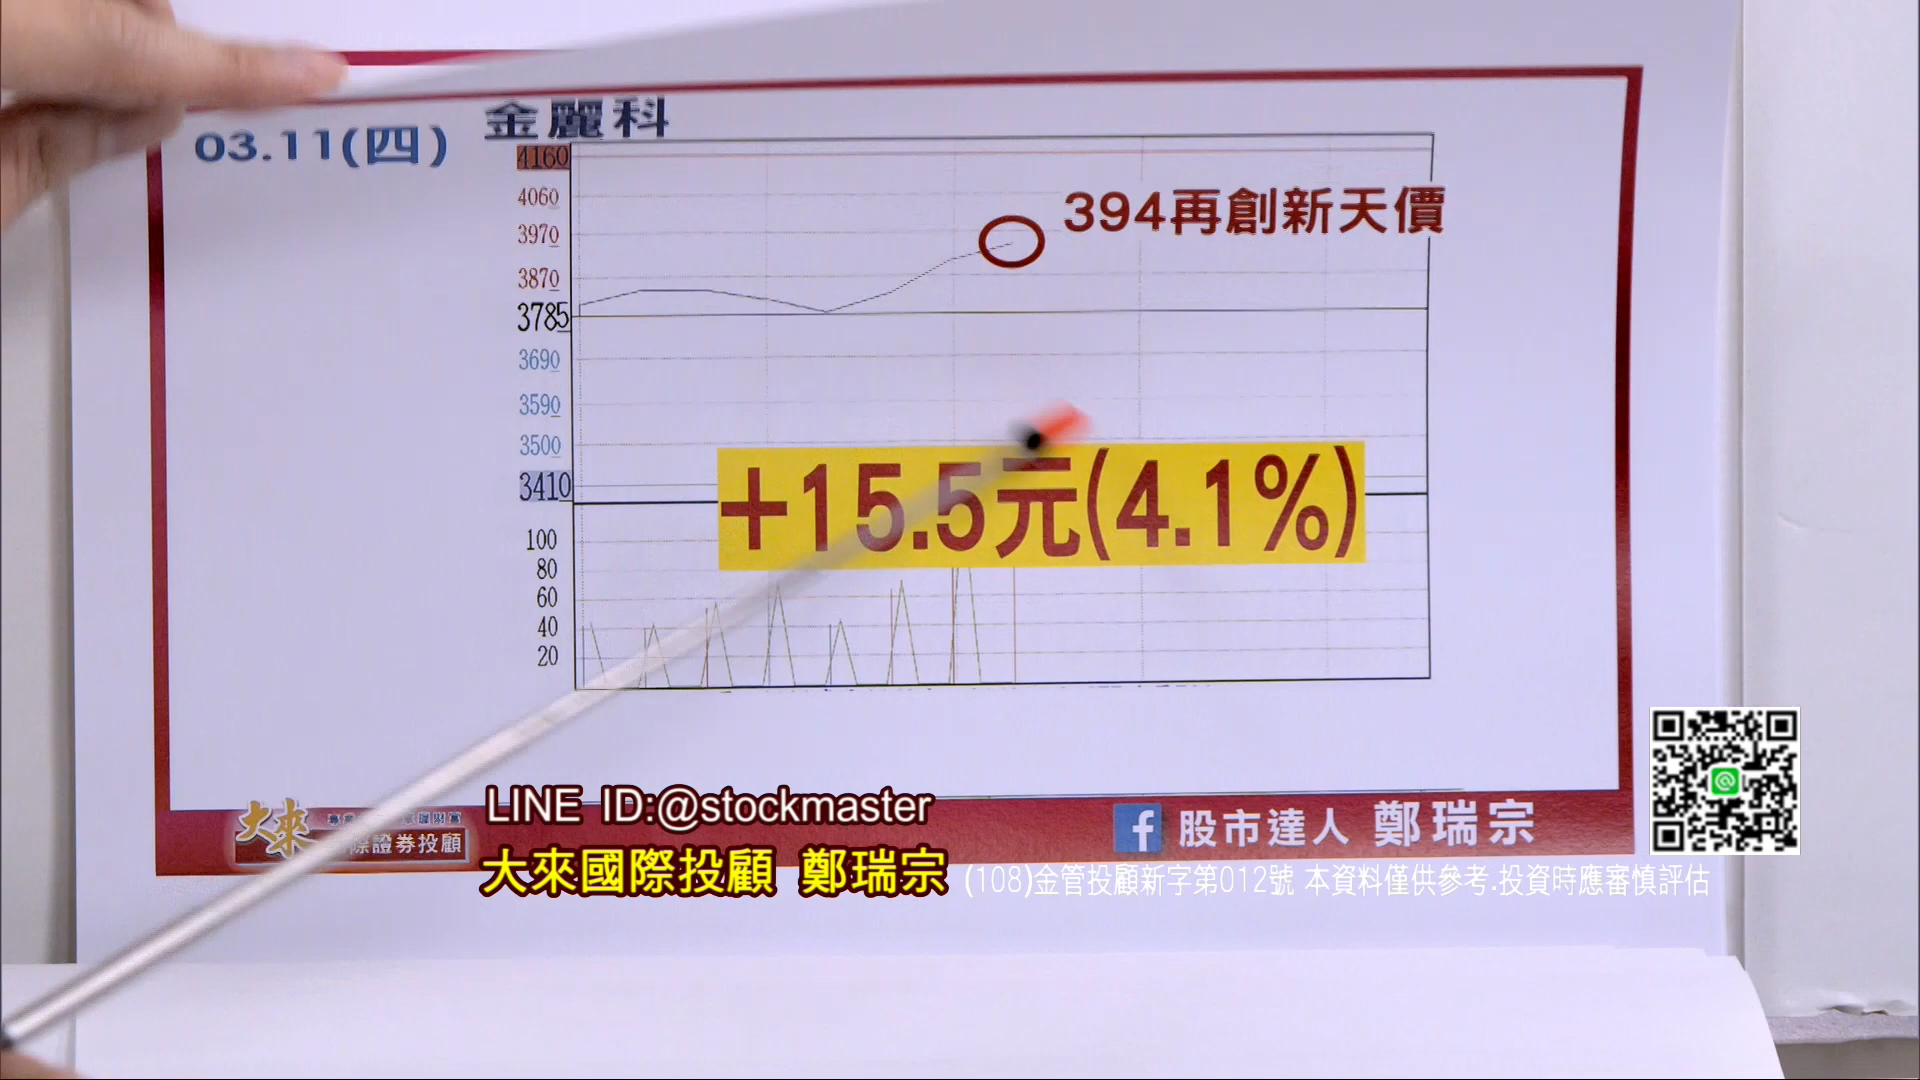 金麗科
03.11(四)
4160
4060
3970
3870
3785
3690
3590
3500
3410
100
80
60
40
20
394再創新天價
+15.5元(4.1%)
LINE ID:@stockmaster
大來
際證券投顧
f 股市達人 鄭瑞宗
大來國際投顧 鄭瑞宗
(108)金管投顧新字第012號 本資料僅供參考.投資時應審慎評估